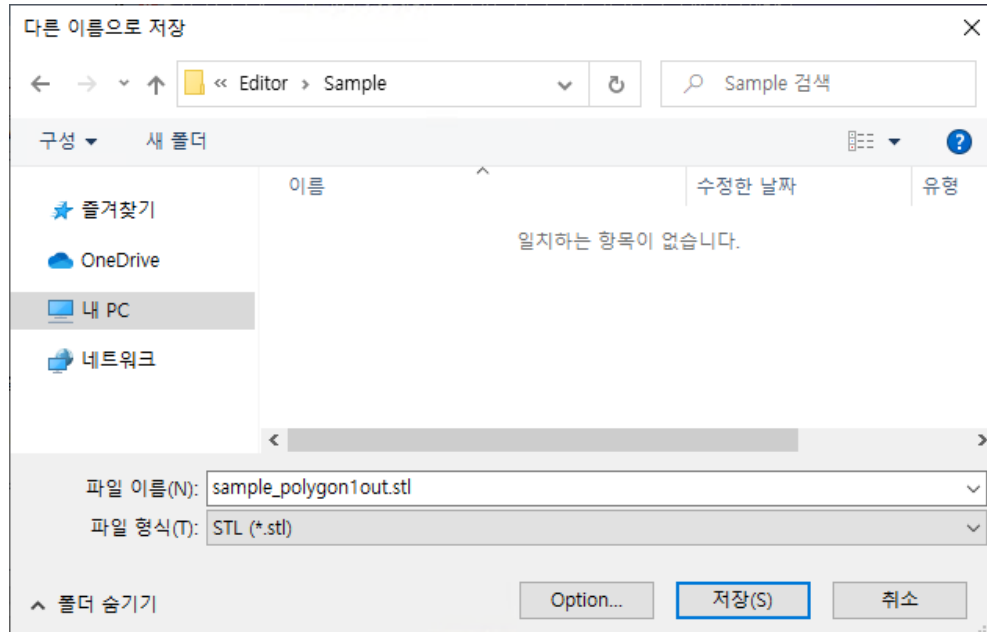 다른 이름으로 저장
« Editor > Sample
Sample 검색
구성
새 폴더
이름
수정한 날짜
유형
일치하는 항목이 없습니다.
즐겨찾기
OneDrive
내 PC
네트워크
파일 이름(N): sample_polygon1out.stl
파일 형식(T): STL (*.stl)
폴더 숨기기
Option...
저장(S)
취소